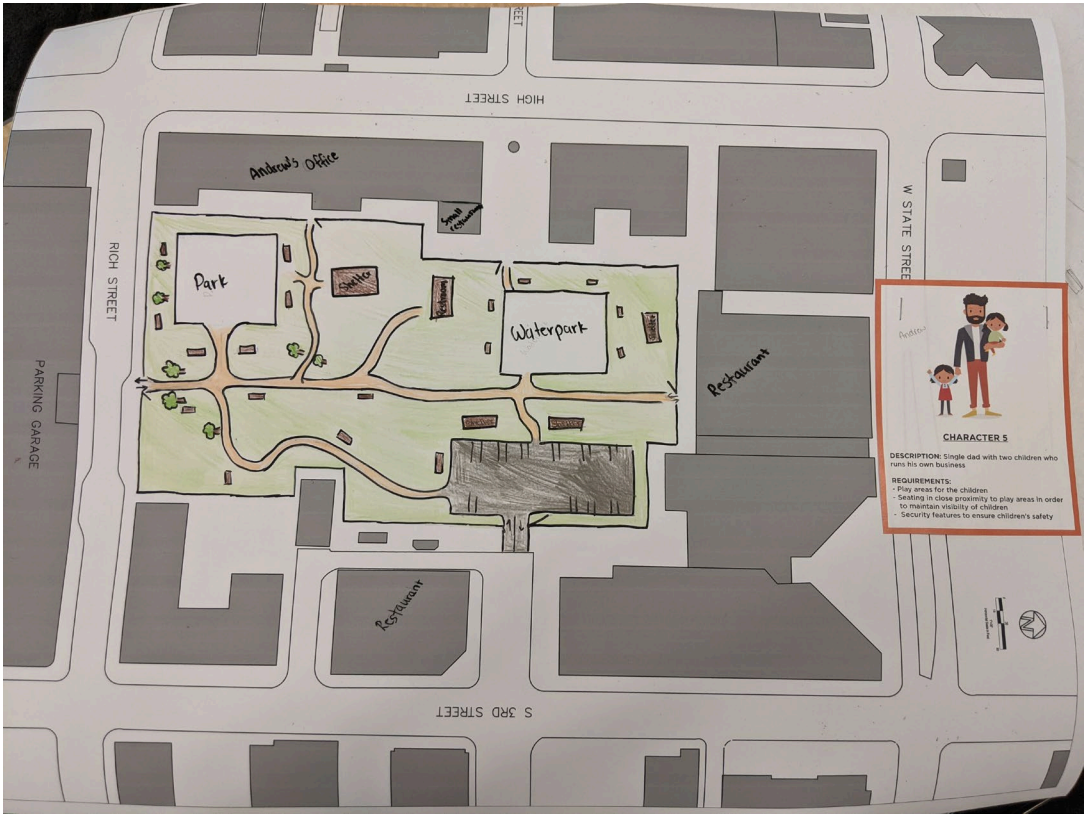 REET
HIGH STREET
Andrew's Office
Small
restaurant
W STATE STREE
RICH STREET
Park
Shelter
Restroom
Waterpark
Restaurant
PARKING GARAGE
Restaurant
S 3RD STREET
Andrew
CHARACTER 5
DESCRIPTION: Single dad with two children who
runs his own business
REQUIREMENTS:
- Play areas for the children
- Seating in close proximity to play areas in order
to maintain visibilty of children
- Security features to ensure children's safety
N